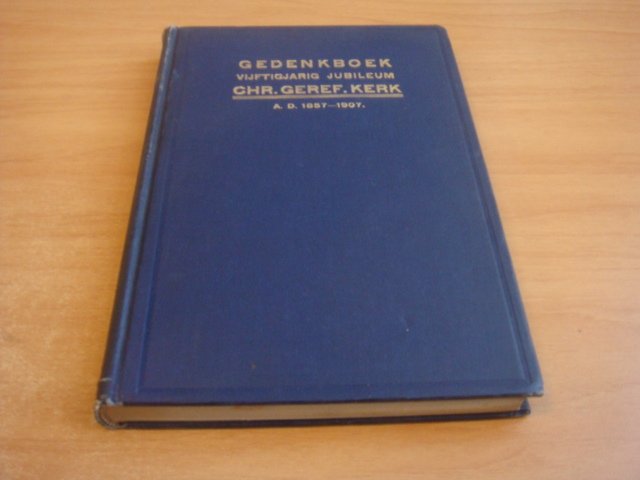 GEDENKBOEK
VIJFTIGJARIG JUBILEUM
CHR. GEREF. KERK
A. D. 1857—1907.